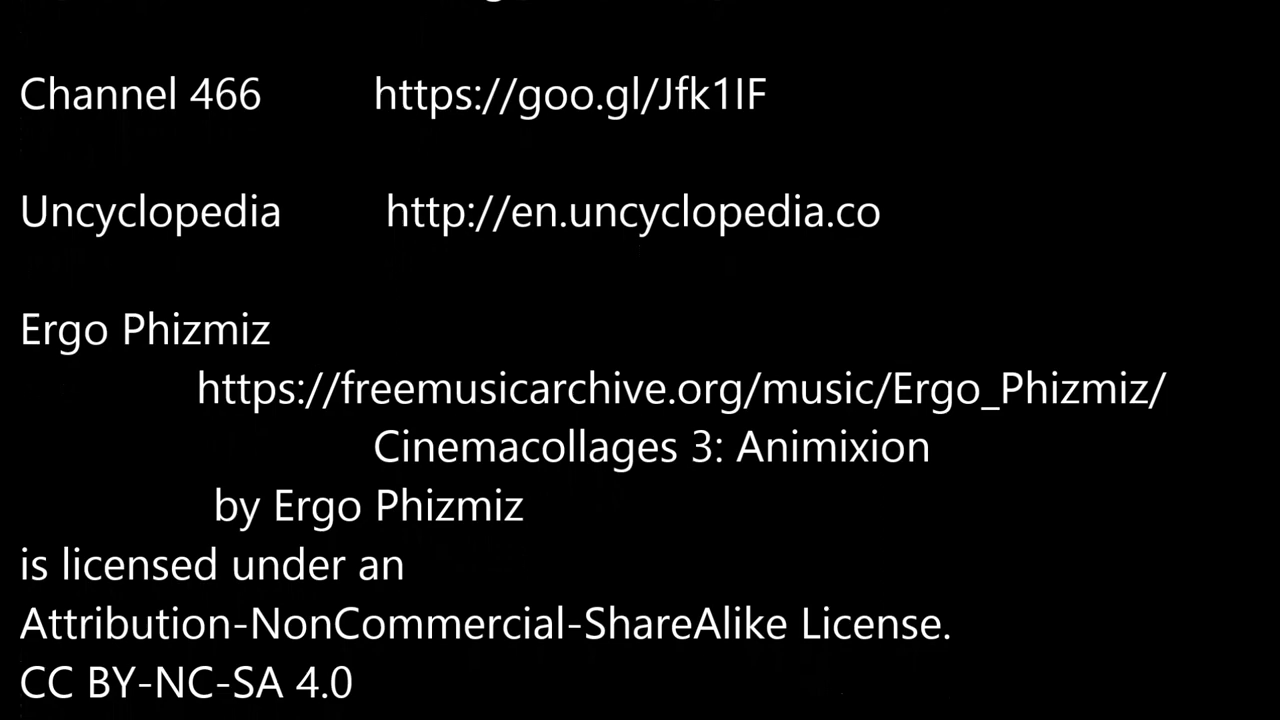 Channel 466 https://goo.gl/Jfk1IF
Uncyclopedia http://en.uncyclopedia.co
Ergo Phizmiz
https://freemusicarchive.org/music/Ergo_Phizmiz/
Cinemacollages 3: Animixion
by Ergo Phizmiz
is licensed under an
Attribution-NonCommercial-ShareAlike License.
CC BY-NC-SA 4.0